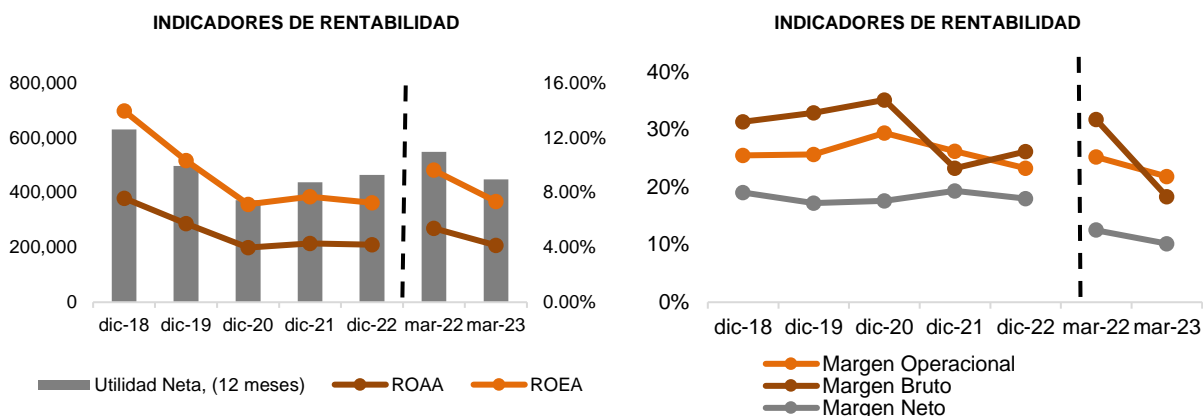 INDICADORES DE RENTABILIDAD
800,000
600,000
400,000
200,000
0
16.00%
12.00%
8.00%
4.00%
0.00%
dic-18 dic-19 dic-20 dic-21 dic-22 mar-22 mar-23
Utilidad Neta, (12 meses) ROAA ROEA
INDICADORES DE RENTABILIDAD
40%
30%
20%
10%
0%
dic-18 dic-19 dic-20 dic-21 dic-22 mar-22 mar-23
Margen Operacional
Margen Bruto
Margen Neto